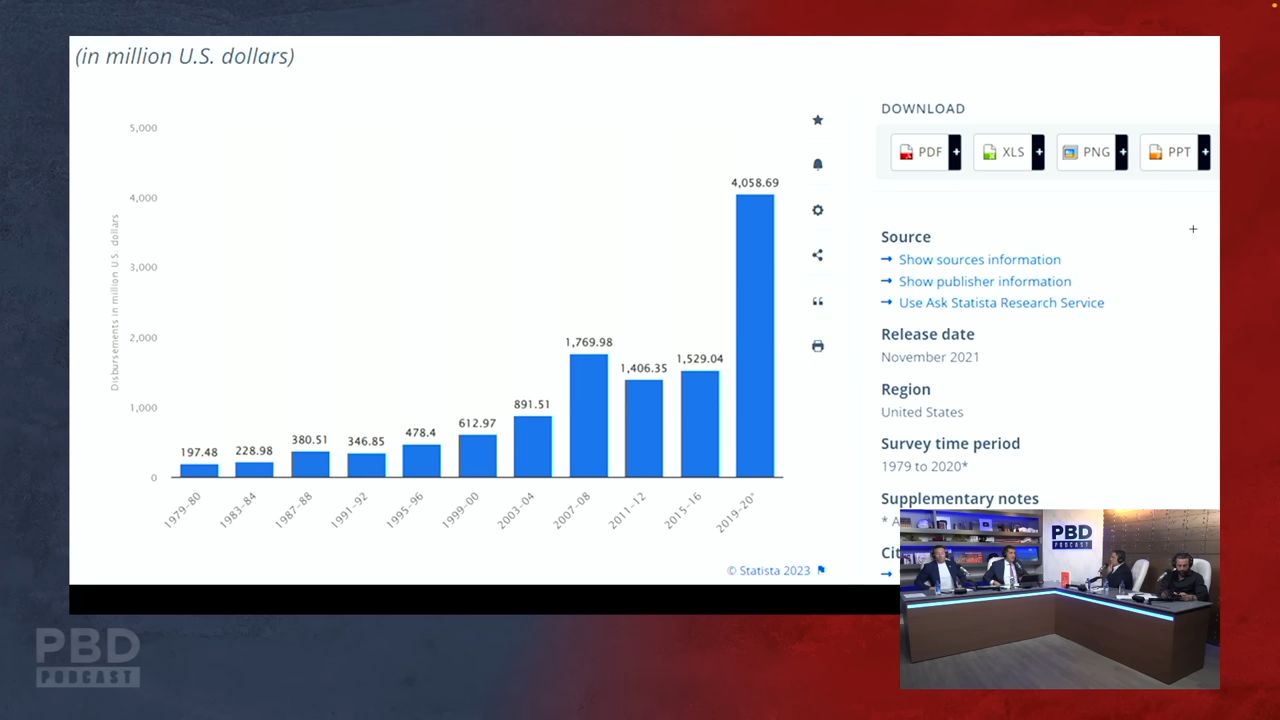 (in million U.S. dollars)
Disbursements in million U.S. dollars
5,000
4,000
3,000
2,000
1,000
0
197.48
228.98
380.51
346.85
478.4
612.97
891.51
1,769.98
1,406.35
1,529.04
4,058.69
1979-80
1983-84
1987-88
1991-92
1995-96
1999-00
2003-04
2007-08
2011-12
2015-16
2019-20*
© Statista 2023
DOWNLOAD
PDF +
XLS +
PNG +
PPT +
Source
→ Show sources information
→ Show publisher information
→ Use Ask Statista Research Service
Release date
November 2021
Region
United States
Survey time period
1979 to 2020*
Supplementary notes
PBD
PODCAST
PBD
PODCAST